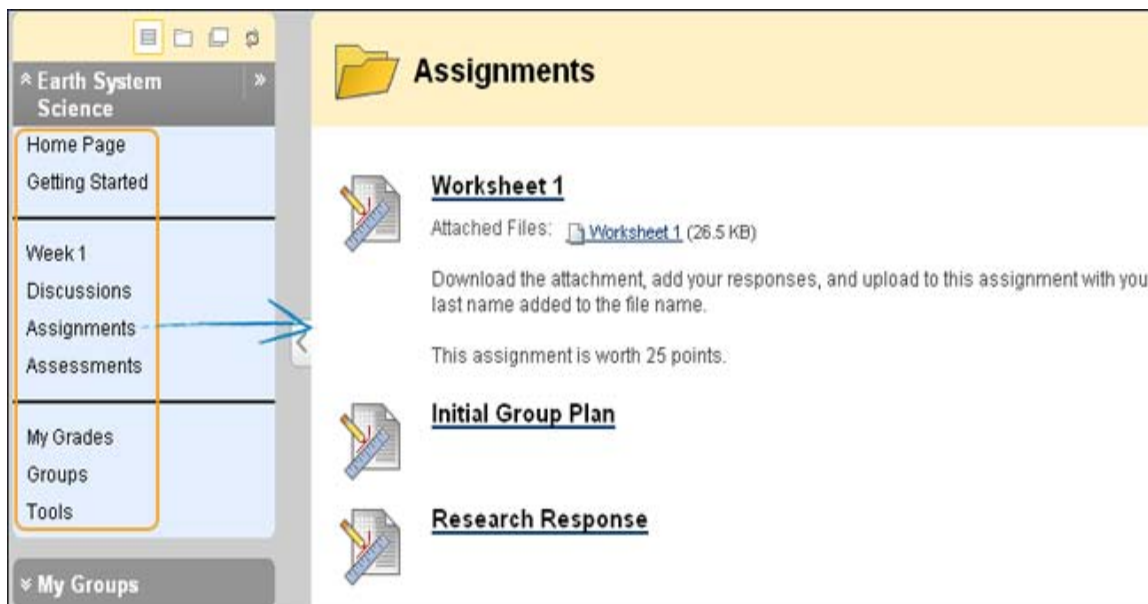 Earth System
Science
Home Page
Getting Started
Week 1
Discussions
Assignments
Assessments
My Grades
Groups
Tools
My Groups
Assignments
Worksheet 1
Attached Files: Worksheet 1 (26.5 KB)
Download the attachment, add your responses, and upload to this assignment with you
last name added to the file name.
This assignment is worth 25 points.
Initial Group Plan
Research Response